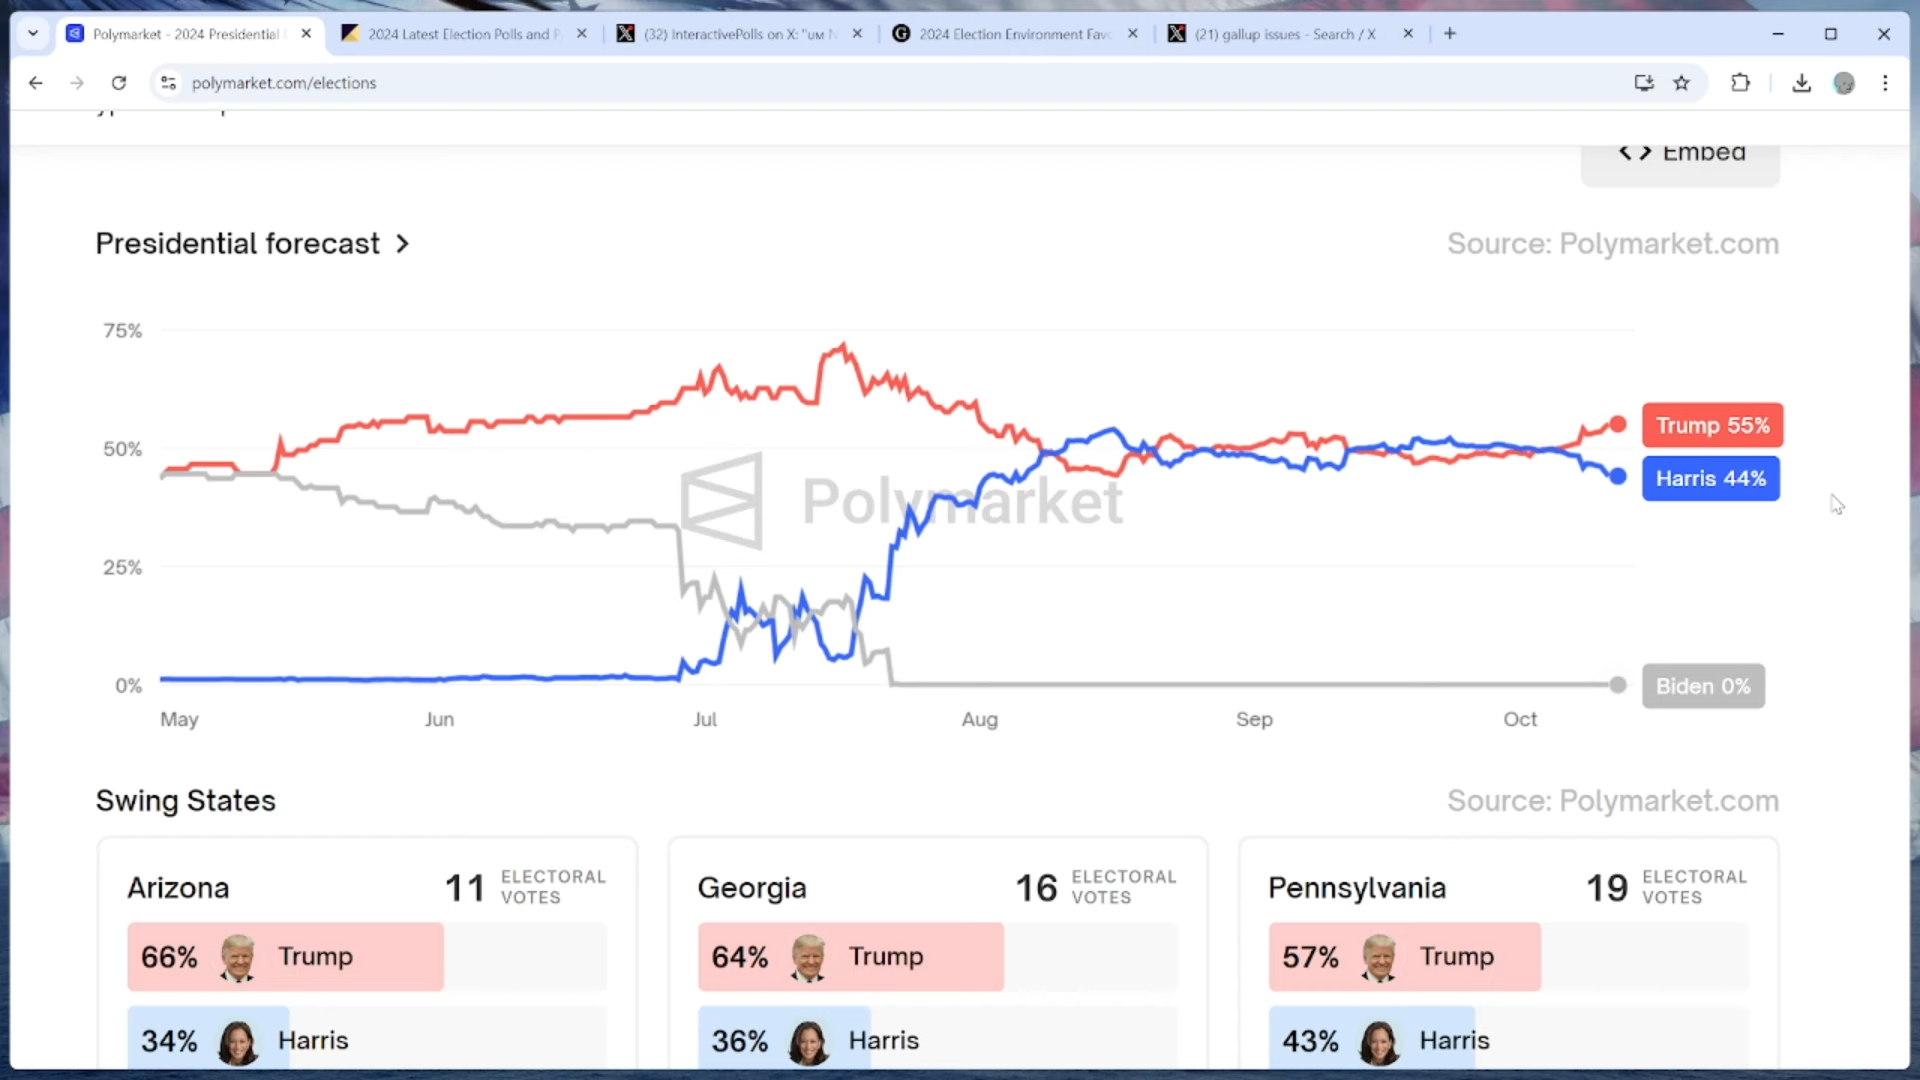 Polymarket - 2024 Presidential
2024 Latest Election Polls and P
(32) InteractivePolls on X: "ᴜᴍ N
2024 Election Environment Fav
(21) gallup issues - Search / X
polymarket.com/elections
Embed
Presidential forecast
Source: Polymarket.com
75%
50%
25%
0%
Polymarket
Trump 55%
Harris 44%
Biden 0%
May Jun Jul Aug Sep Oct
Swing States
Source: Polymarket.com
Arizona
11 ELECTORAL VOTES
66% Trump
34% Harris
Georgia
16 ELECTORAL VOTES
64% Trump
36% Harris
Pennsylvania
19 ELECTORAL VOTES
57% Trump
43% Harris